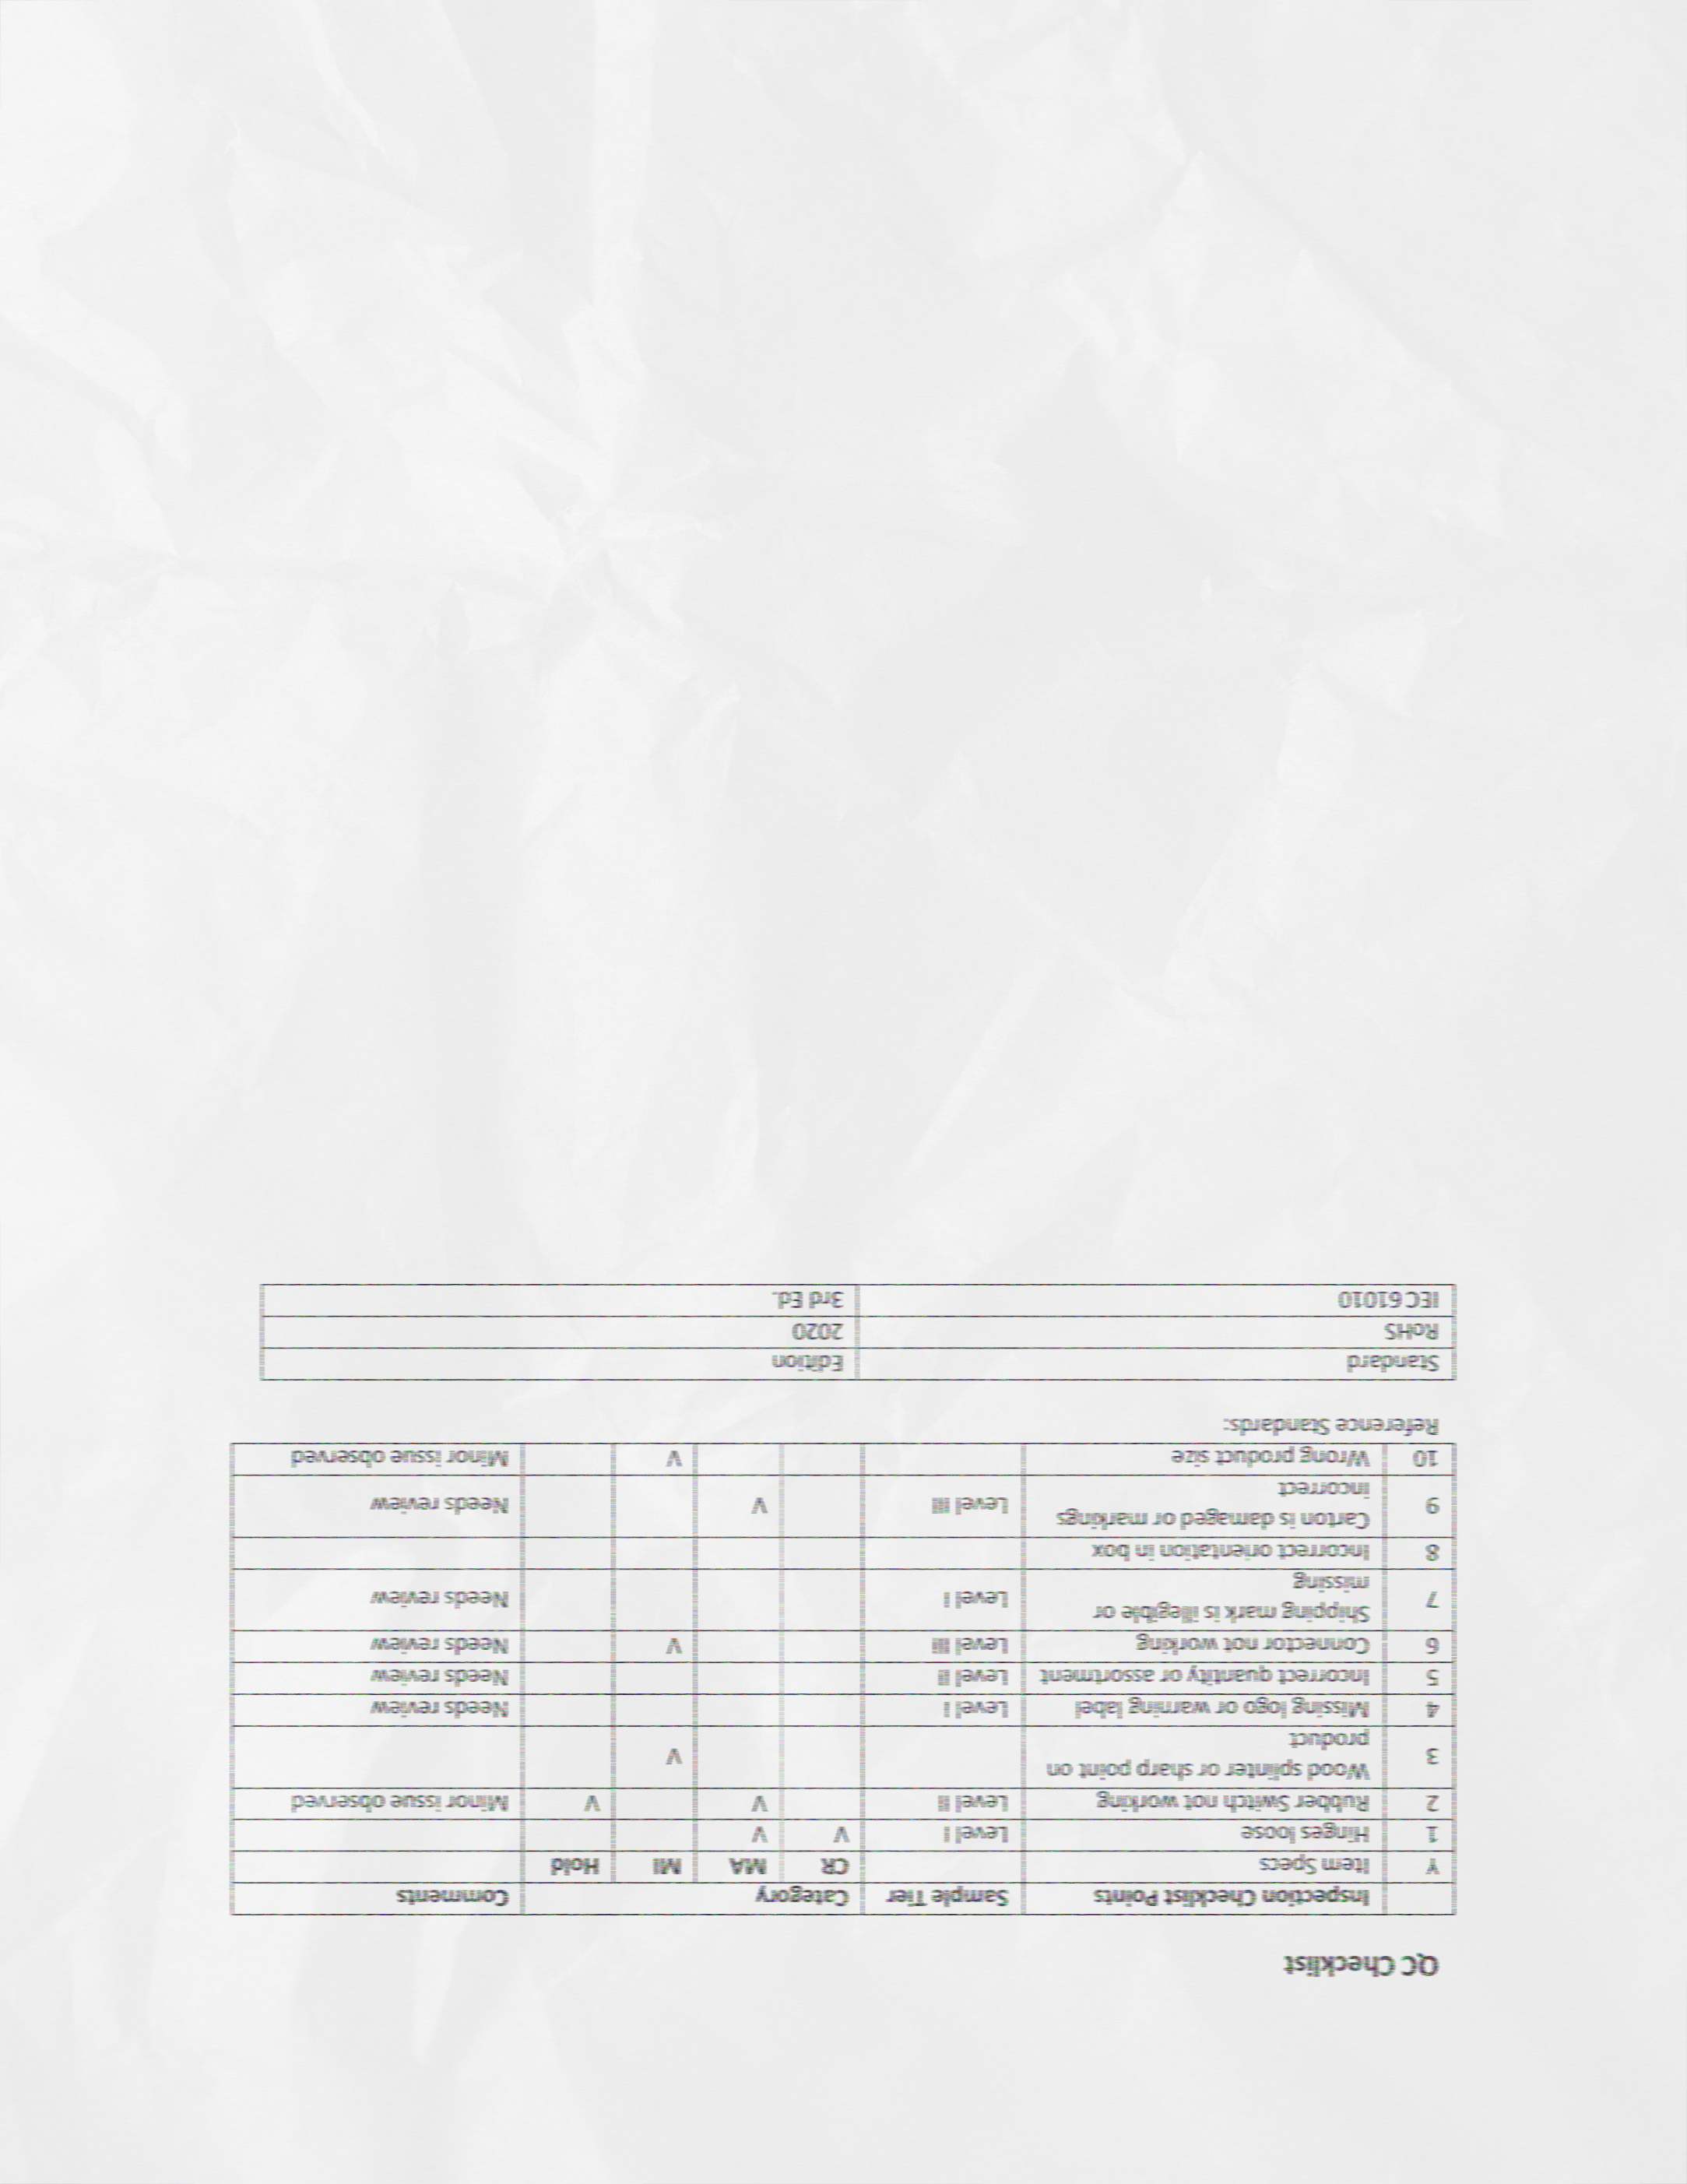 QC Checklist
Inspection Checklist Points Sample Tier Category Comments
Y Item Specs CR MA MI Hold
1 Hinges loose Level I V V
2 Rubber Switch not working Level II V V Minor issue observed
3 Wood splinter or sharp point on
product V
4 Missing logo or warning label Level I Needs review
5 Incorrect quantity or assortment Level II Needs review
6 Connector not working Level III V Needs review
7 Shipping mark is illegible or
missing Level I Needs review
8 Incorrect orientation in box
9 Carton is damaged or markings
incorrect Level III V Needs review
10 Wrong product size V Minor issue observed
Reference Standards:
Standard Edition
RoHS 2020
IEC 61010 3rd Ed.